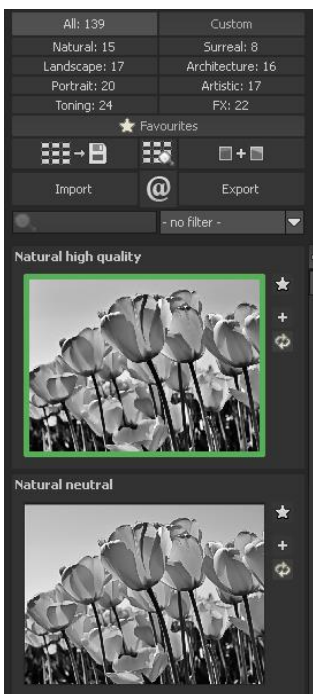 All: 139 Custom
Natural: 15 Surreal: 8
Landscape: 17 Architecture: 16
Portrait: 20 Artistic: 17
Toning: 24 FX: 22
Favourites
Import @ Export
- no filter -
Natural high quality
Natural neutral